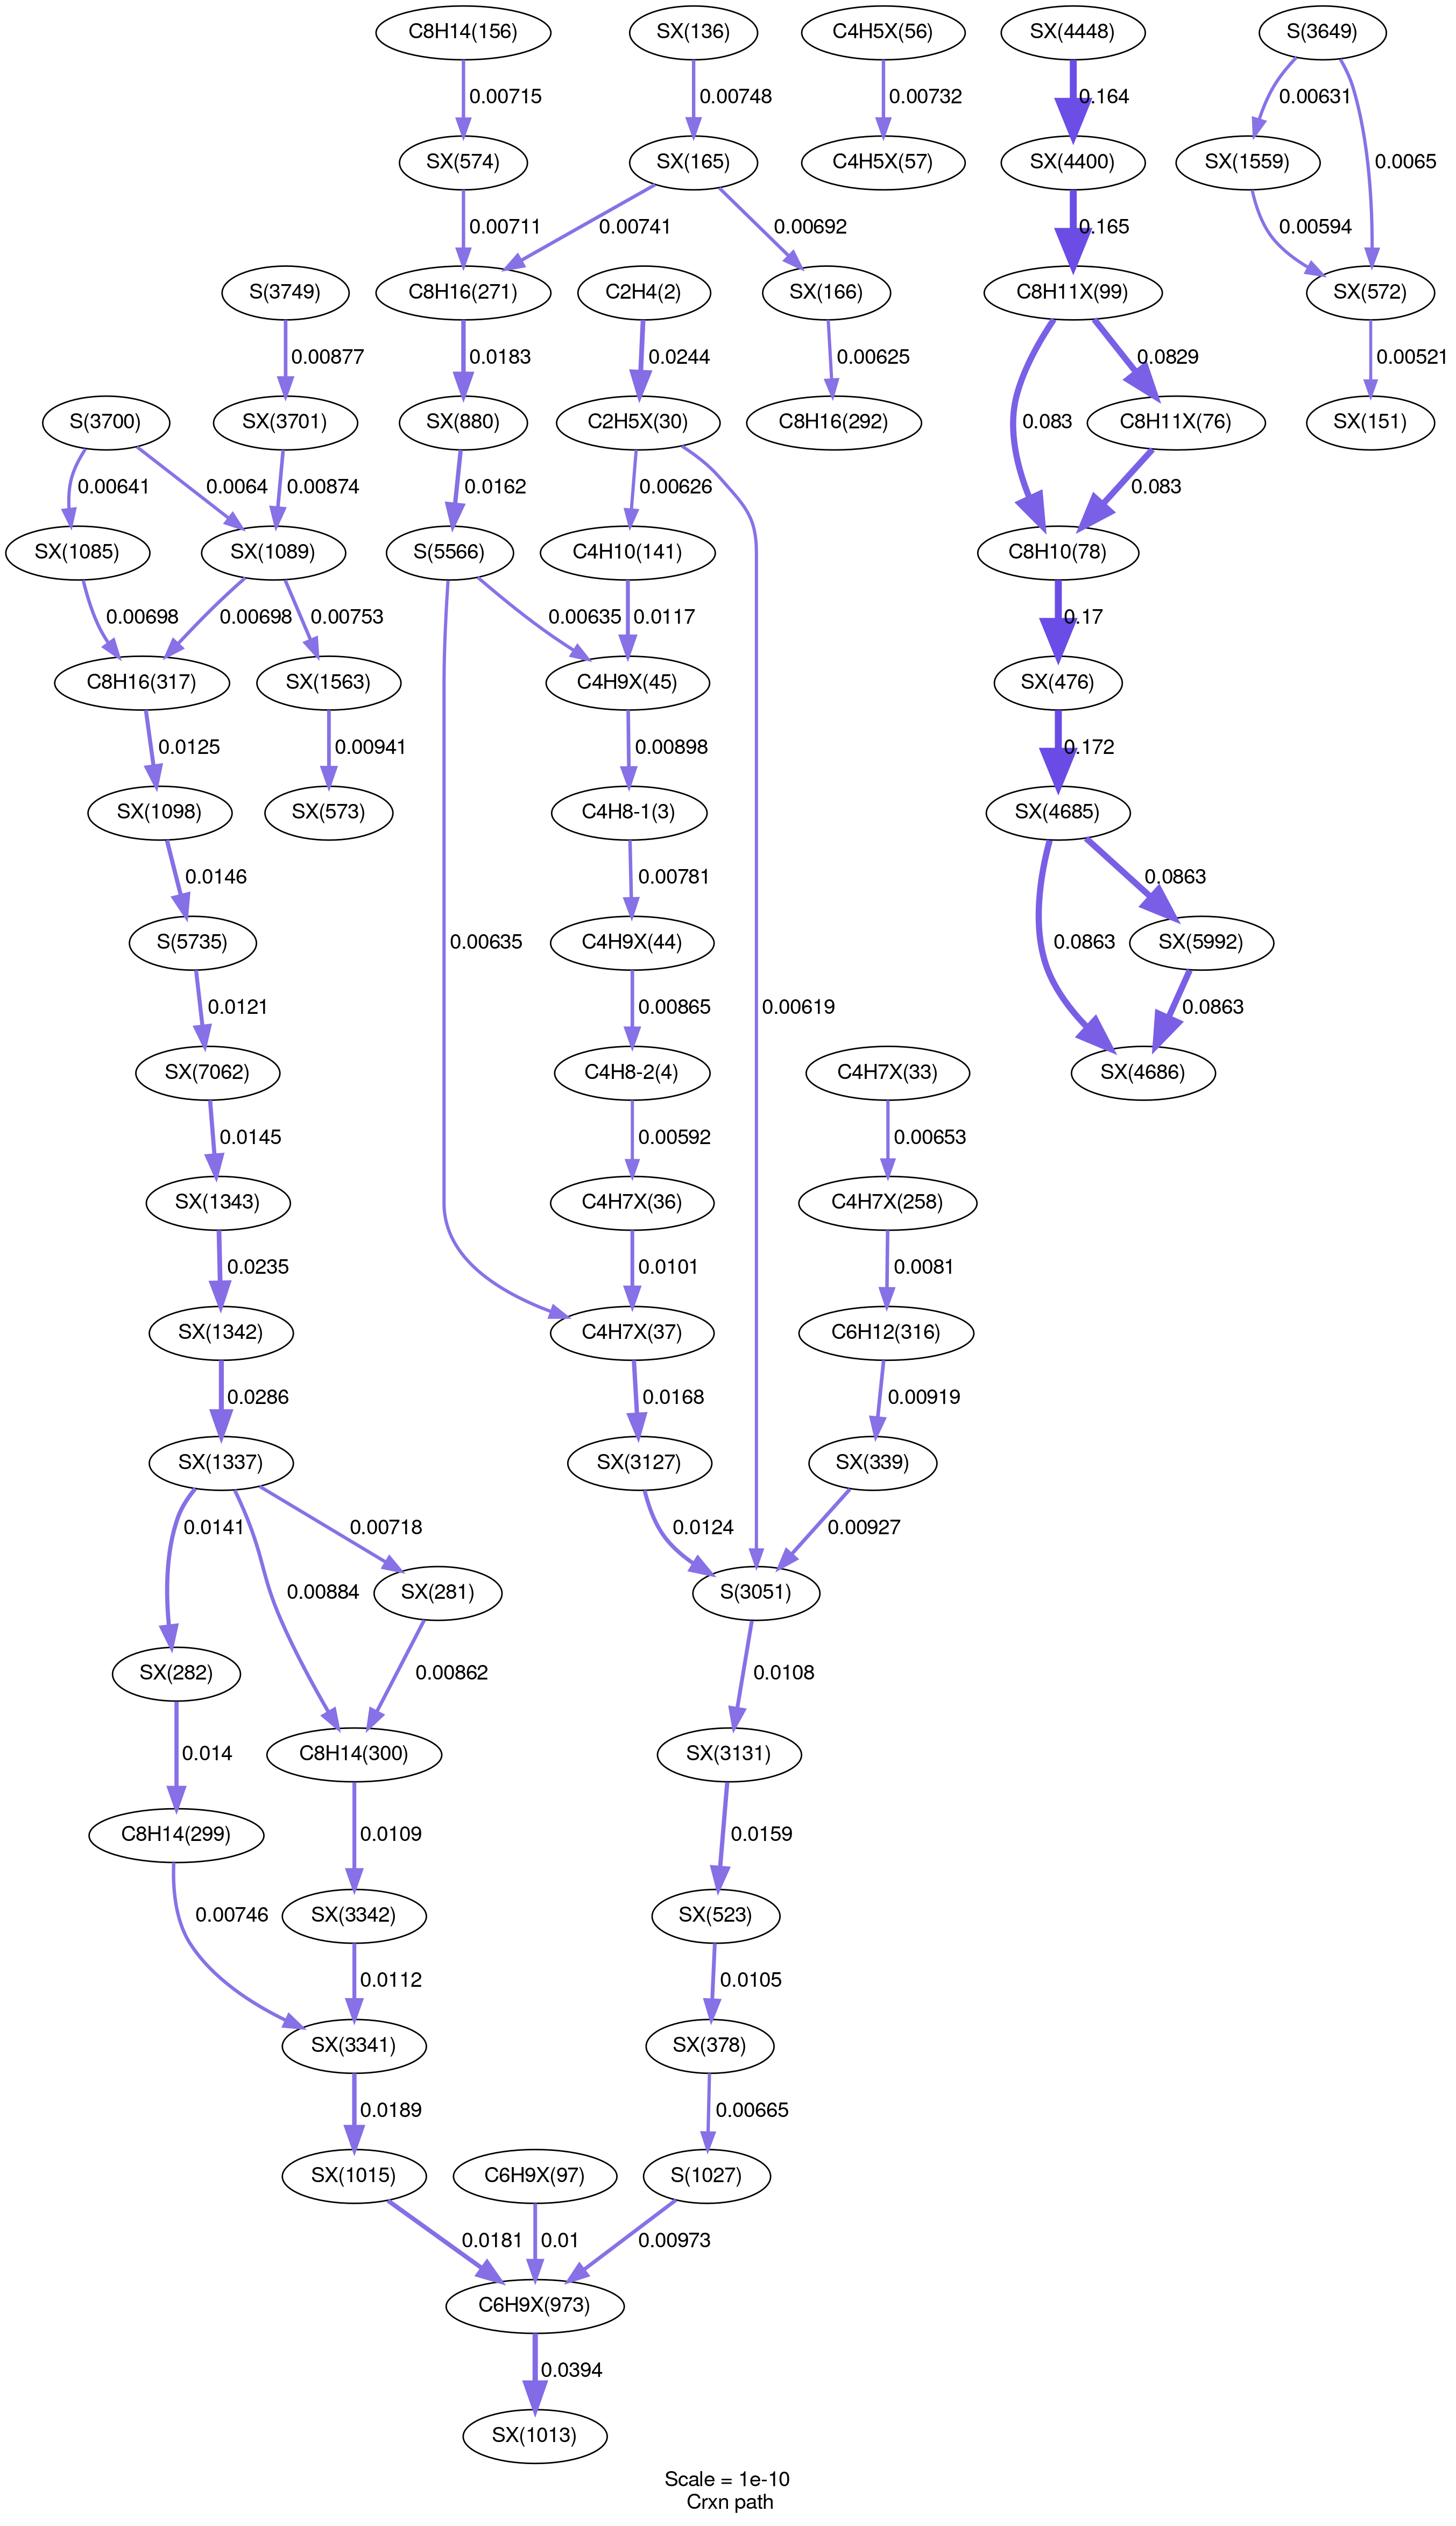 C8H14(156) SX(136) C4H5X(56) SX(4448) S(3649)
0.00715 0.00748 0.00732 0.164 0.00631
SX(574) SX(165) C4H5X(57) SX(4400) SX(1559) 0.0065
0.00711 0.00741 0.00692 0.165 0.00594
S(3749) C8H16(271) C2H4(2) SX(166) C8H11X(99) SX(572)
0.00877 0.0183 0.0244 0.00625 0.0829 0.00521
S(3700) SX(3701) SX(880) C2H5X(30) C8H16(292) 0.083 C8H11X(76) SX(151)
0.00641 0.0064 0.00874 0.0162 0.00626 0.083
SX(1085) SX(1089) S(5566) C4H10(141) C8H10(78)
0.00698 0.00698 0.00753 0.00635 0.0117 0.17
C8H16(317) SX(1563) C4H9X(45) SX(476)
0.0125 0.00941 0.00898 0.172
SX(1098) SX(573) C4H8-1(3) SX(4685)
0.0146 0.00781 0.0863
S(5735) 0.00635 C4H9X(44) 0.0863 SX(5992)
0.0121 0.00865 0.00619 0.0863
SX(7062) C4H8-2(4) C4H7X(33) SX(4686)
0.0145 0.00592 0.00653
SX(1343) C4H7X(36) C4H7X(258)
0.0235 0.0101 0.0081
SX(1342) C4H7X(37) C6H12(316)
0.0286 0.0168 0.00919
SX(1337) SX(3127) SX(339)
0.0141 0.00718 0.0124 0.00927
0.00884 SX(281) S(3051)
SX(282) 0.00862 0.0108
0.014 C8H14(300) SX(3131)
C8H14(299) 0.0109 0.0159
0.00746 SX(3342) SX(523)
0.0112 0.0105
SX(3341) SX(378)
0.0189 0.00665
SX(1015) C6H9X(97) S(1027)
0.0181 0.01 0.00973
C6H9X(973)
0.0394
SX(1013)
Scale = 1e-10
Crxn path